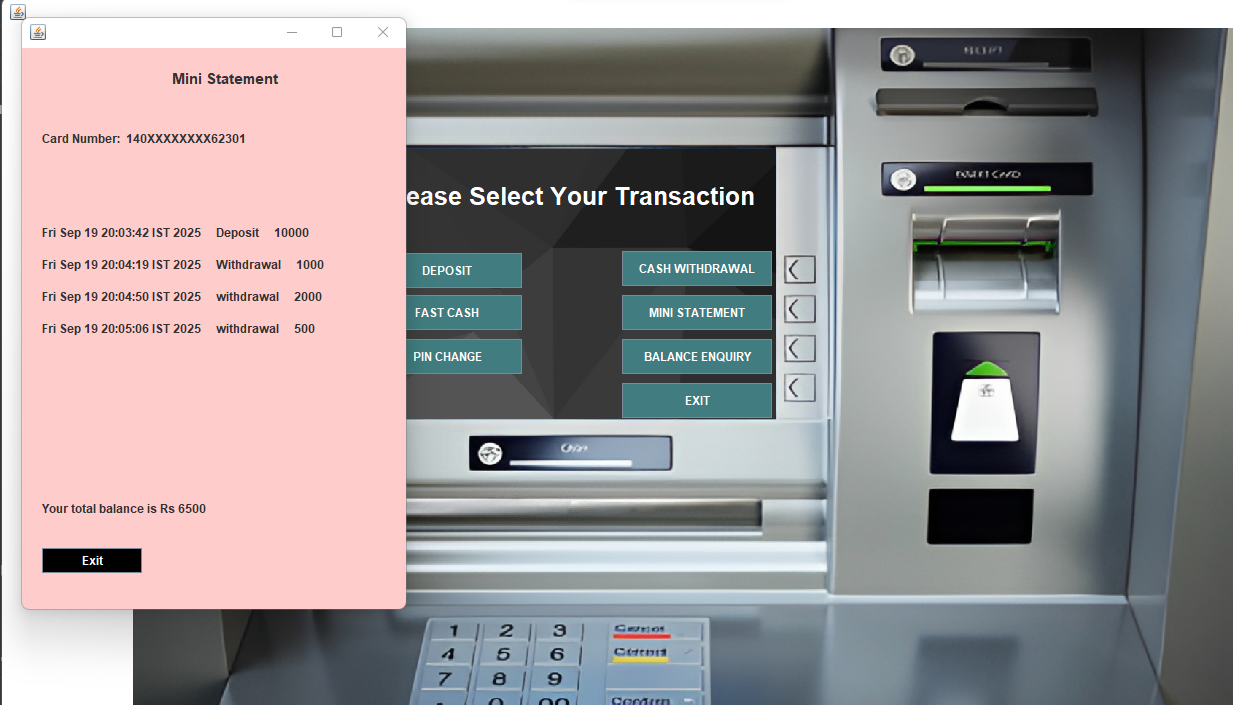 Mini Statement
Card Number: 140XXXXXXXX62301
Fri Sep 19 20:03:42 IST 2025 Deposit 10000
Fri Sep 19 20:04:19 IST 2025 Withdrawal 1000
Fri Sep 19 20:04:50 IST 2025 withdrawal 2000
Fri Sep 19 20:05:06 IST 2025 withdrawal 500
Your total balance is Rs 6500
Exit
ease Select Your Transaction
DEPOSIT
CASH WITHDRAWAL
FAST CASH
MINI STATEMENT
PIN CHANGE
BALANCE ENQUIRY
EXIT
INSERT CARD
1 2 3
4 5 6
7 8 9
0 00